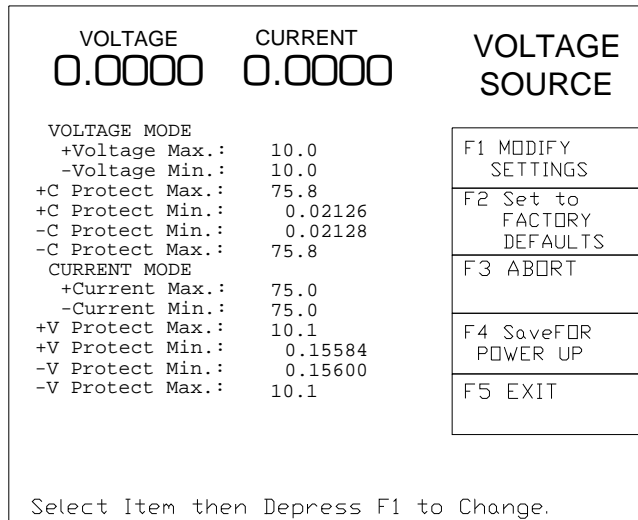 VOLTAGE CURRENT
0.0000 0.0000
VOLTAGE
SOURCE
VOLTAGE MODE
+Voltage Max.: 10.0
-Voltage Min.: 10.0
+C Protect Max.: 75.8
+C Protect Min.: 0.02126
-C Protect Min.: 0.02128
-C Protect Max.: 75.8
CURRENT MODE
+Current Max.: 75.0
-Current Min.: 75.0
+V Protect Max.: 10.1
+V Protect Min.: 0.15584
-V Protect Min.: 0.15600
-V Protect Max.: 10.1
F1 MODIFY
SETTINGS
F2 Set to
FACTORY
DEFAULTS
F3 ABORT
F4 SaveFOR
POWER UP
F5 EXIT
Select Item then Depress F1 to Change.